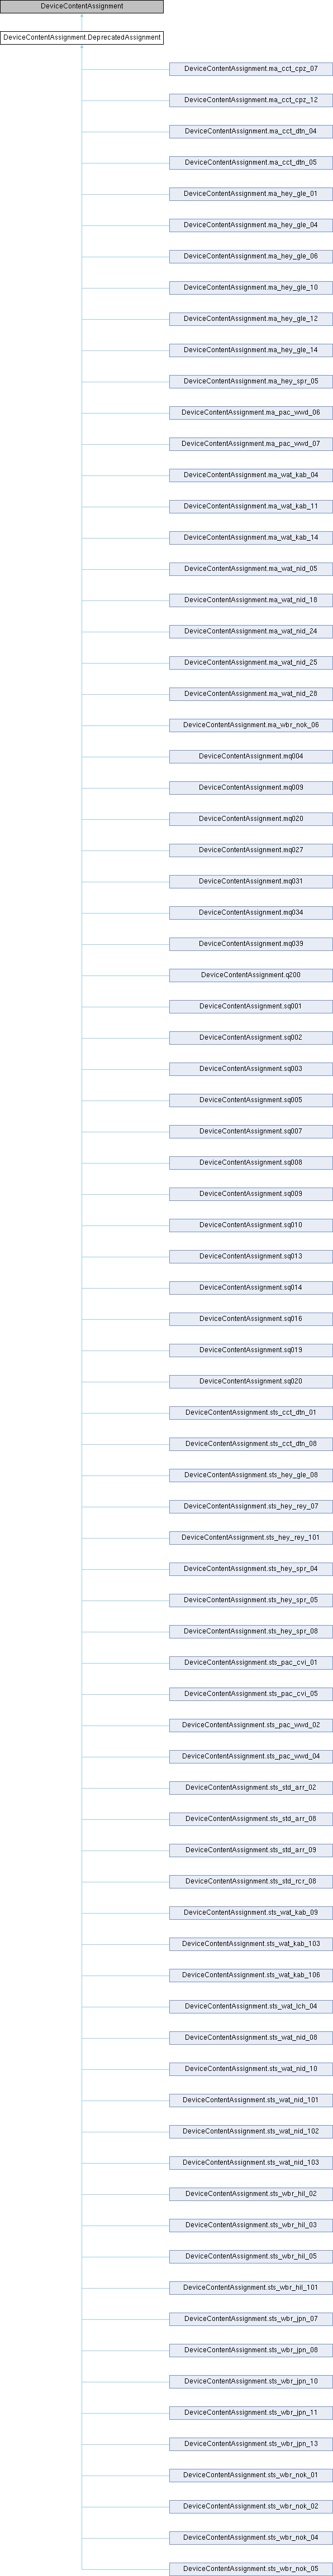 DeviceContentAssignment
DeviceContentAssignment.DeprecatedAssignment
DeviceContentAssignment.ma_cct_cpz_07
DeviceContentAssignment.ma_cct_cpz_12
DeviceContentAssignment.ma_cct_dtn_04
DeviceContentAssignment.ma_cct_dtn_05
DeviceContentAssignment.ma_hey_gle_01
DeviceContentAssignment.ma_hey_gle_04
DeviceContentAssignment.ma_hey_gle_06
DeviceContentAssignment.ma_hey_gle_10
DeviceContentAssignment.ma_hey_gle_12
DeviceContentAssignment.ma_hey_gle_14
DeviceContentAssignment.ma_hey_spr_05
DeviceContentAssignment.ma_pac_wwd_06
DeviceContentAssignment.ma_pac_wwd_07
DeviceContentAssignment.ma_wat_kab_04
DeviceContentAssignment.ma_wat_kab_11
DeviceContentAssignment.ma_wat_kab_14
DeviceContentAssignment.ma_wat_nid_05
DeviceContentAssignment.ma_wat_nid_18
DeviceContentAssignment.ma_wat_nid_24
DeviceContentAssignment.ma_wat_nid_25
DeviceContentAssignment.ma_wat_nid_28
DeviceContentAssignment.ma_wbr_nok_06
DeviceContentAssignment.mq004
DeviceContentAssignment.mq009
DeviceContentAssignment.mq020
DeviceContentAssignment.mq027
DeviceContentAssignment.mq031
DeviceContentAssignment.mq034
DeviceContentAssignment.mq039
DeviceContentAssignment.q200
DeviceContentAssignment.sq001
DeviceContentAssignment.sq002
DeviceContentAssignment.sq003
DeviceContentAssignment.sq005
DeviceContentAssignment.sq007
DeviceContentAssignment.sq008
DeviceContentAssignment.sq009
DeviceContentAssignment.sq010
DeviceContentAssignment.sq013
DeviceContentAssignment.sq014
DeviceContentAssignment.sq016
DeviceContentAssignment.sq019
DeviceContentAssignment.sq020
DeviceContentAssignment.sts_cct_dtn_01
DeviceContentAssignment.sts_cct_dtn_08
DeviceContentAssignment.sts_hey_gle_08
DeviceContentAssignment.sts_hey_rey_07
DeviceContentAssignment.sts_hey_rey_101
DeviceContentAssignment.sts_hey_spr_04
DeviceContentAssignment.sts_hey_spr_05
DeviceContentAssignment.sts_hey_spr_08
DeviceContentAssignment.sts_pac_cvi_01
DeviceContentAssignment.sts_pac_cvi_05
DeviceContentAssignment.sts_pac_wwd_02
DeviceContentAssignment.sts_pac_wwd_04
DeviceContentAssignment.sts_std_arr_02
DeviceContentAssignment.sts_std_arr_08
DeviceContentAssignment.sts_std_arr_09
DeviceContentAssignment.sts_std_rcr_08
DeviceContentAssignment.sts_wat_kab_09
DeviceContentAssignment.sts_wat_kab_103
DeviceContentAssignment.sts_wat_kab_106
DeviceContentAssignment.sts_wat_lch_04
DeviceContentAssignment.sts_wat_nid_08
DeviceContentAssignment.sts_wat_nid_10
DeviceContentAssignment.sts_wat_nid_101
DeviceContentAssignment.sts_wat_nid_102
DeviceContentAssignment.sts_wat_nid_103
DeviceContentAssignment.sts_wbr_hil_02
DeviceContentAssignment.sts_wbr_hil_03
DeviceContentAssignment.sts_wbr_hil_05
DeviceContentAssignment.sts_wbr_hil_101
DeviceContentAssignment.sts_wbr_jpn_07
DeviceContentAssignment.sts_wbr_jpn_08
DeviceContentAssignment.sts_wbr_jpn_10
DeviceContentAssignment.sts_wbr_jpn_11
DeviceContentAssignment.sts_wbr_jpn_13
DeviceContentAssignment.sts_wbr_nok_01
DeviceContentAssignment.sts_wbr_nok_02
DeviceContentAssignment.sts_wbr_nok_04
DeviceContentAssignment.sts_wbr_nok_05